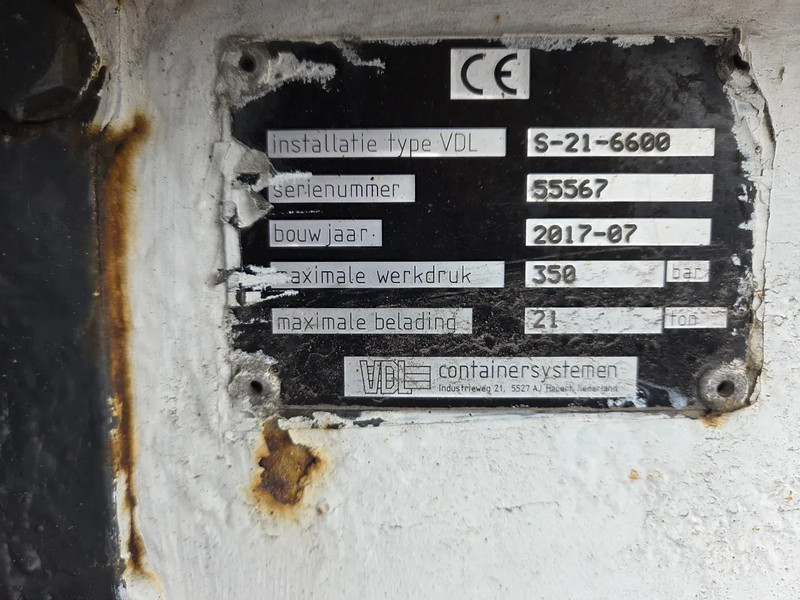 CE
installatie type VDL S-21-6600
serienummer 55567
bouwjaar. 2017-07
maximale werkdruk 350 bar
maximale belading 21 ton
VDL containersystemen
Industrieweg 21, 5527 AJ Hapert, Nederland